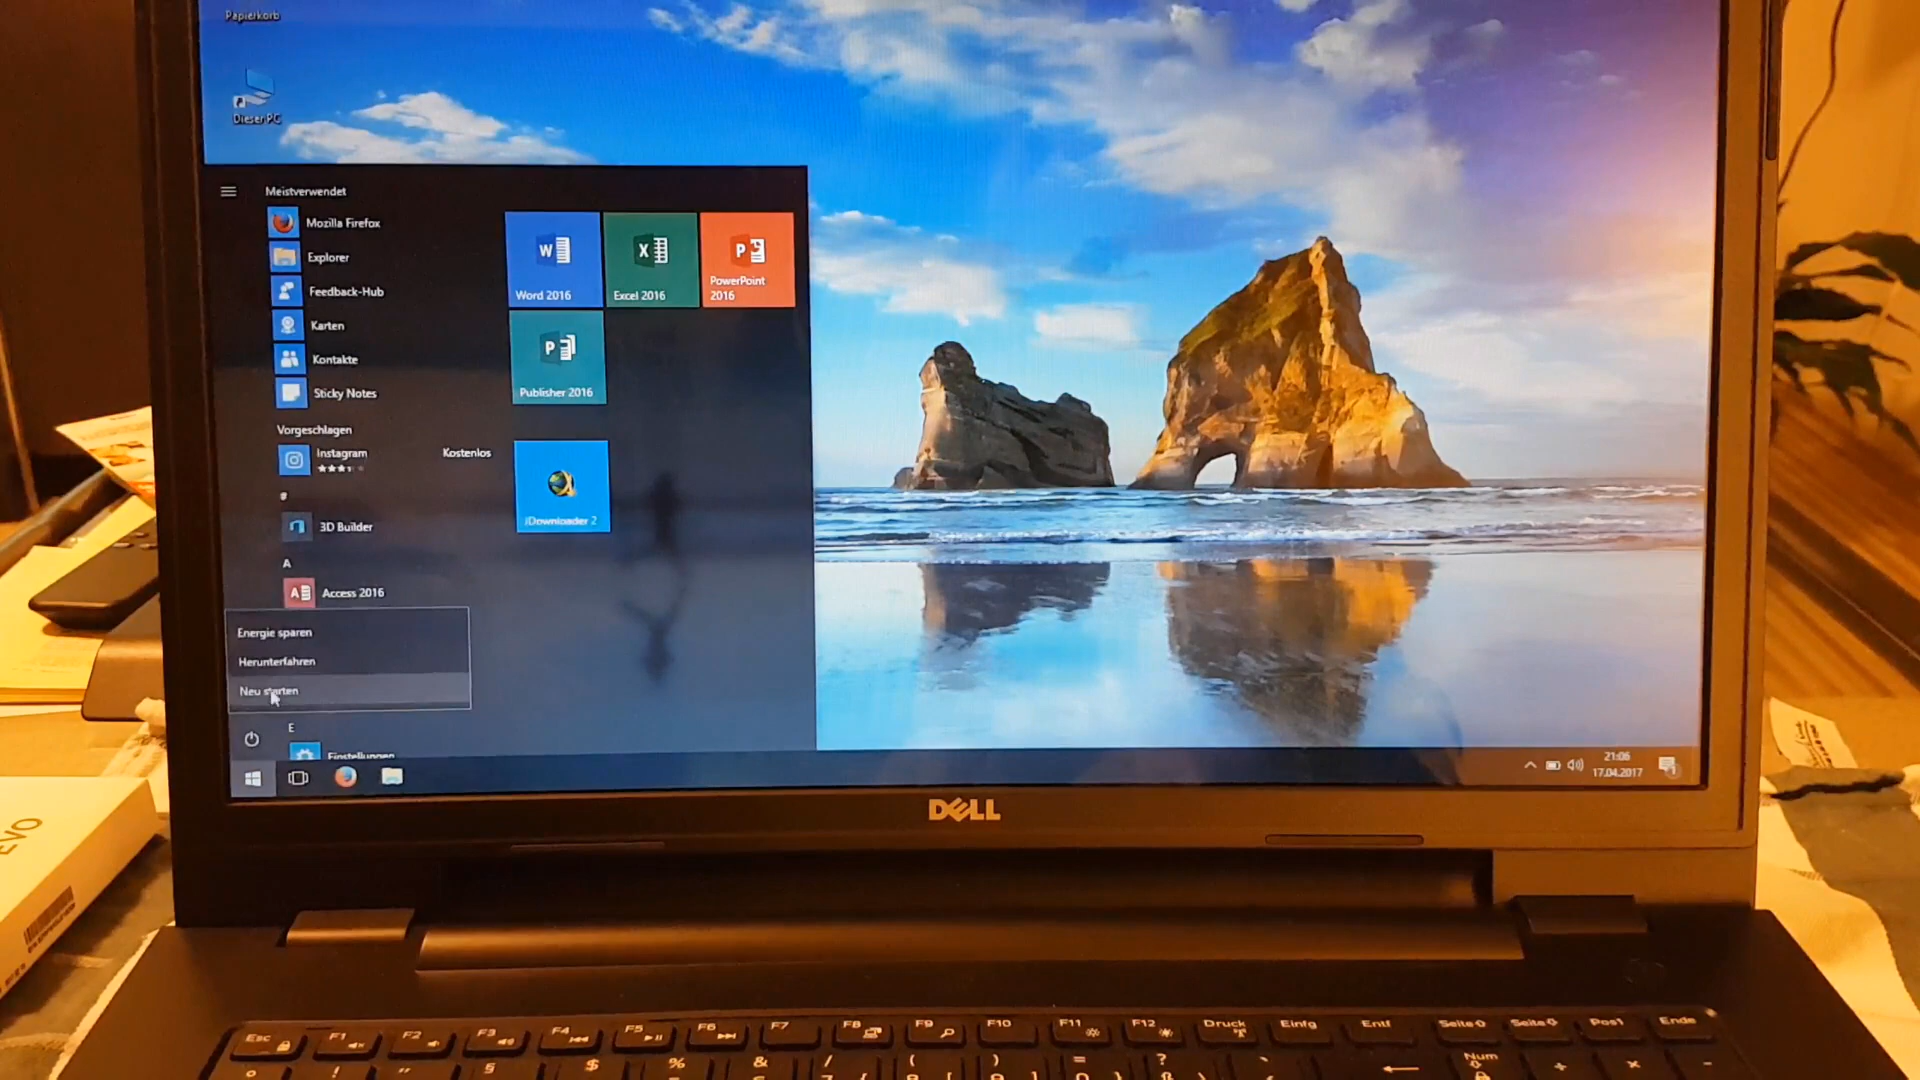 Papierkorb
Dieser PC
Meistverwendet
Mozilla Firefox
Explorer
Feedback-Hub
Karten
Kontakte
Sticky Notes
Vorgeschlagen
Instagram
Kostenlos
#
3D Builder
A
Access 2016
Energie sparen
Herunterfahren
Neu starten
E
Einstellungen
Word 2016
Excel 2016
PowerPoint
2016
Publisher 2016
JDownloader 2
21:06
17.04.2017
DELL
EVO
Esc F1 F2 F3 F4 F5 F6 F7 F8 F9 F10 F11 F12 Druck Einfg Entf Seite Seite Pos1 Ende
° ! " § $ % & / ( ) = ? ` Num ÷ × -